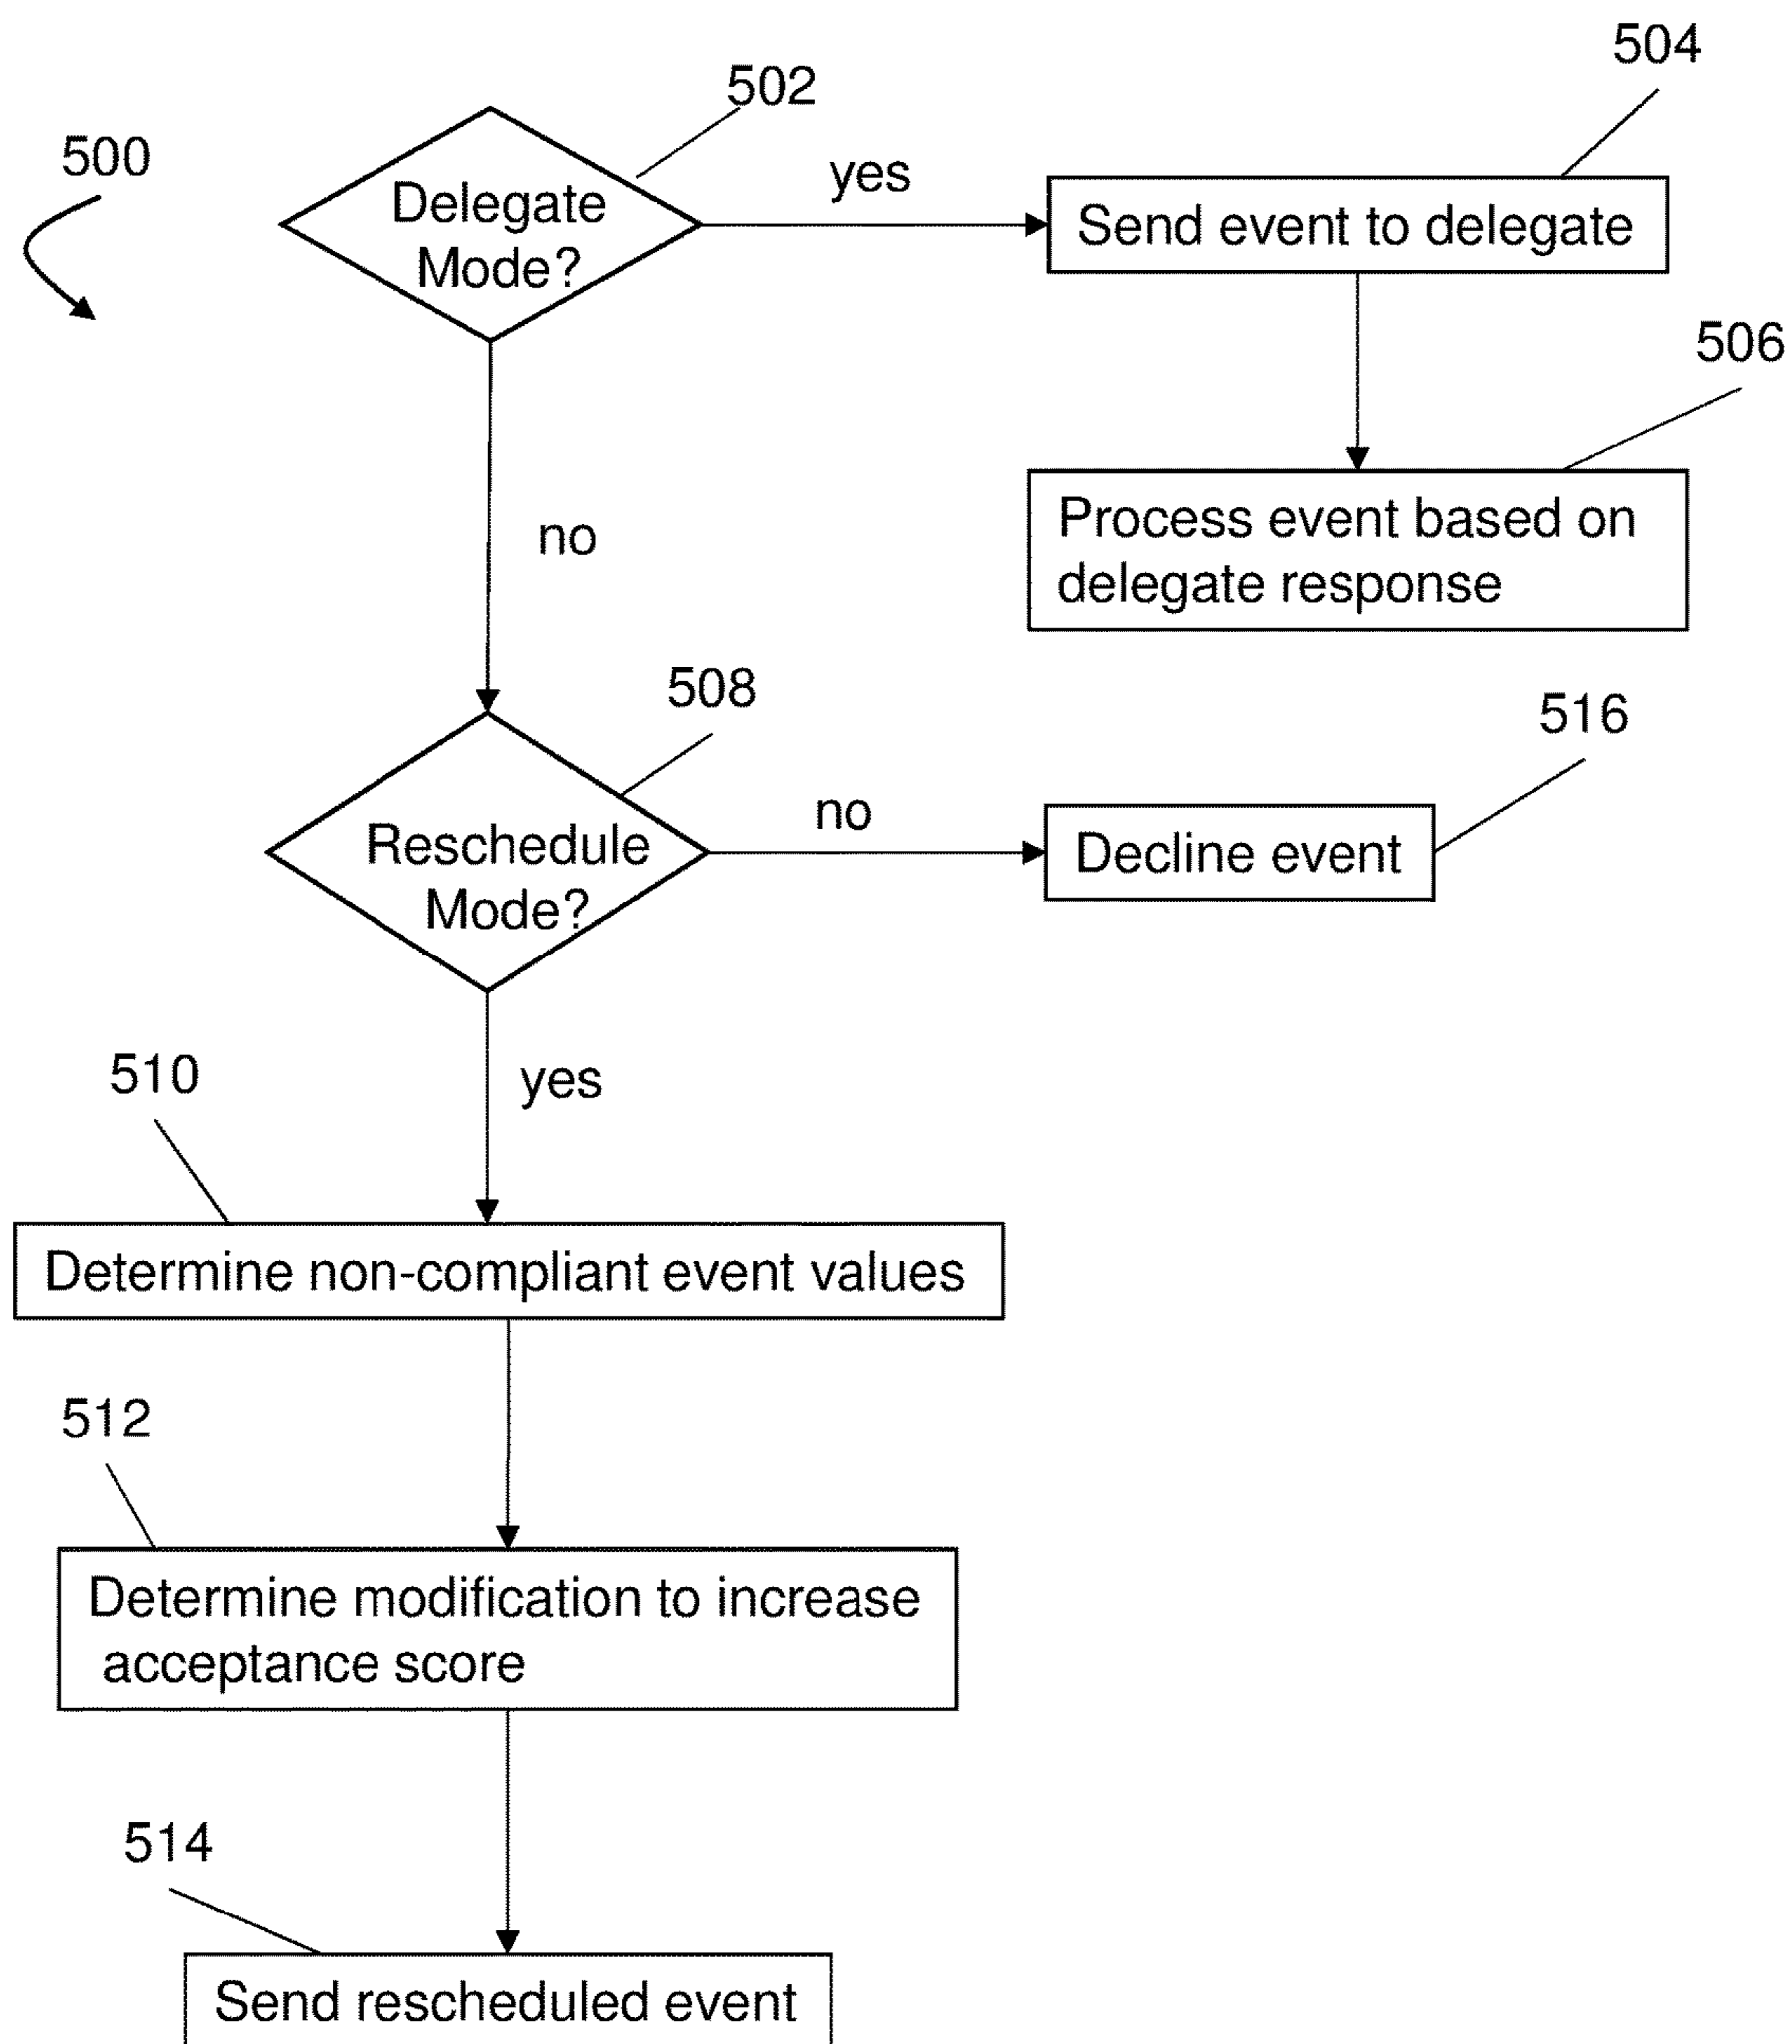 504
502
500
Delegate
Mode?
yes
Send event to delegate
506
Process event based on
delegate response
no
508
516
Reschedule
Mode?
no
Decline event
510
yes
Determine non-compliant event values
512
Determine modification to increase
acceptance score
514
Send rescheduled event